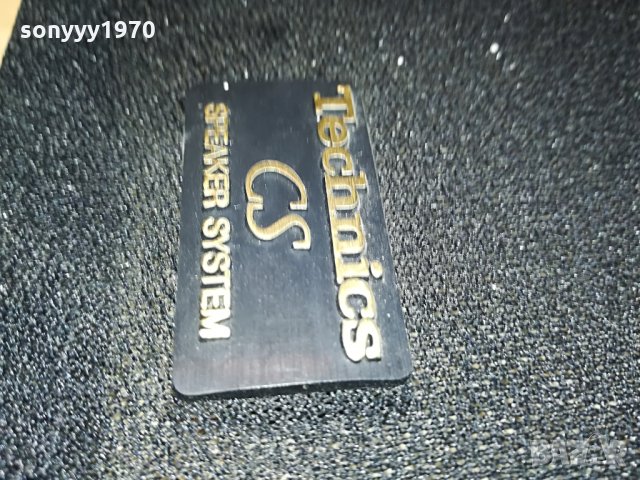 sonyyy1970
Technics
CS
SPEAKER SYSTEM